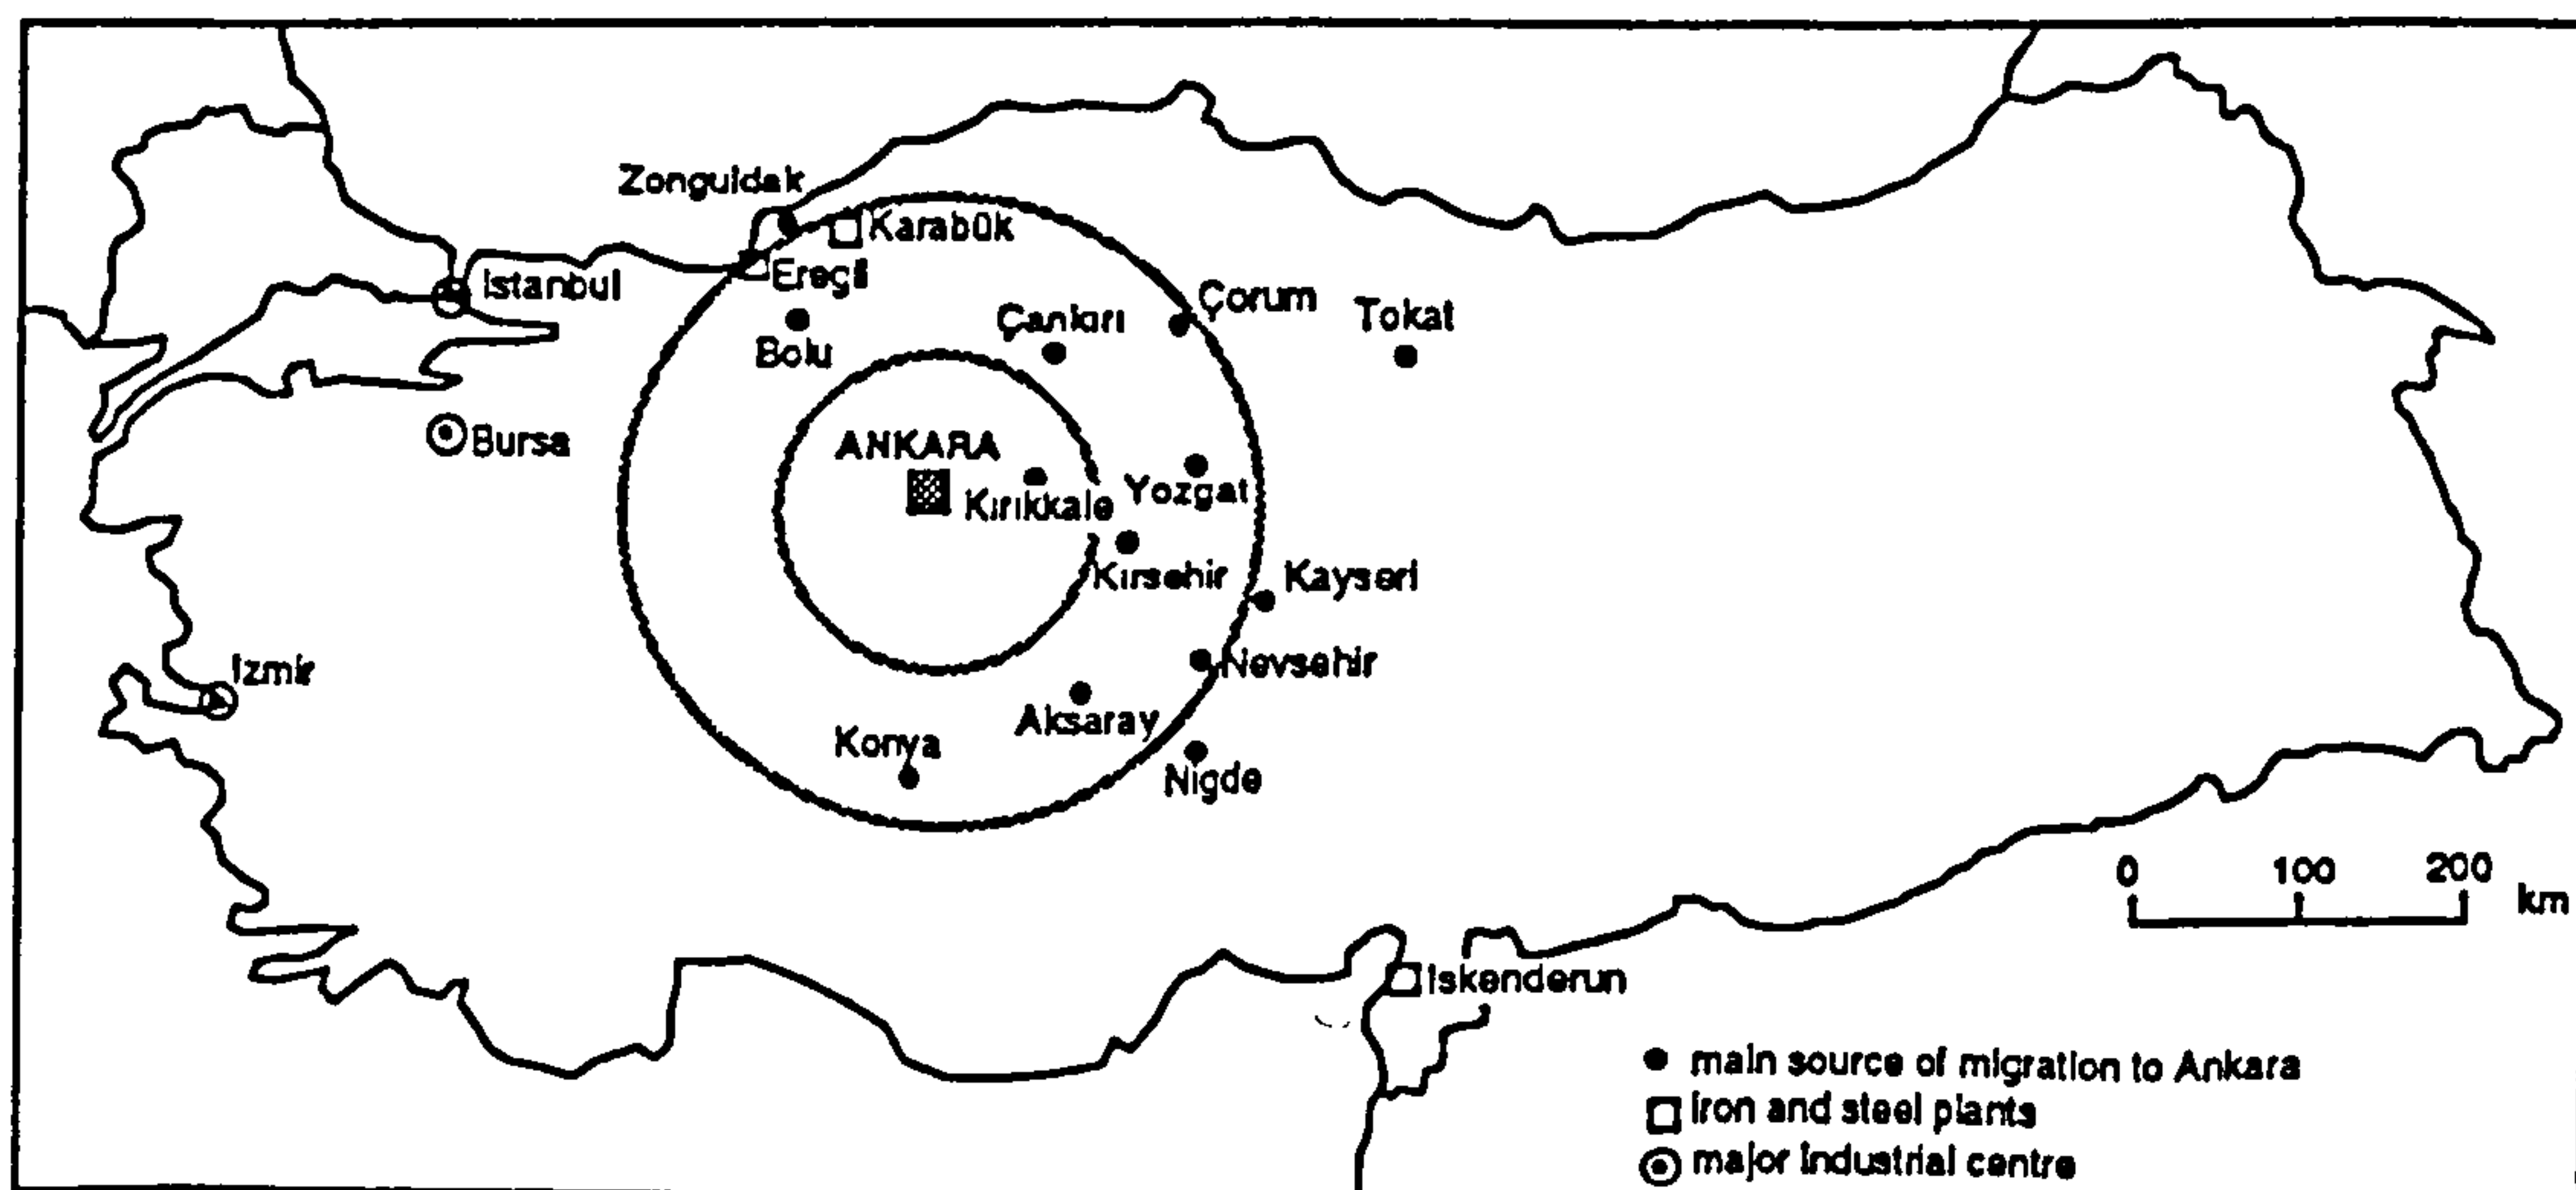 Zonguldak
Karabük
Ereğli
Istanbul
Çorum
Tokat
Çankırı
Bolu
Bursa
ANKARA
Kırıkkale
Yozgat
Kırsehir
Kayseri
Nevsehir
Izmir
Aksaray
Konya
Nigde
0 100 200 km
Iskenderun
main source of migration to Ankara
iron and steel plants
major industrial centre